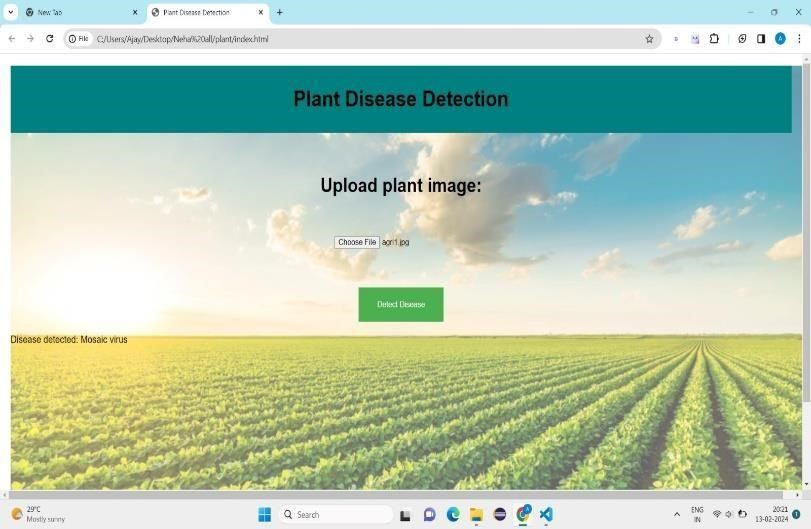 New Tab
Plant Disease Detection
File
C:/Users/Ajay/Desktop/Neha%20all/plant/index.html
A
Plant Disease Detection
Upload plant image:
Choose File agri1.jpg
Detect Disease
Disease detected: Mosaic virus
29°C
Mostly sunny
Search
ENG
IN
20:21
13-02-2024